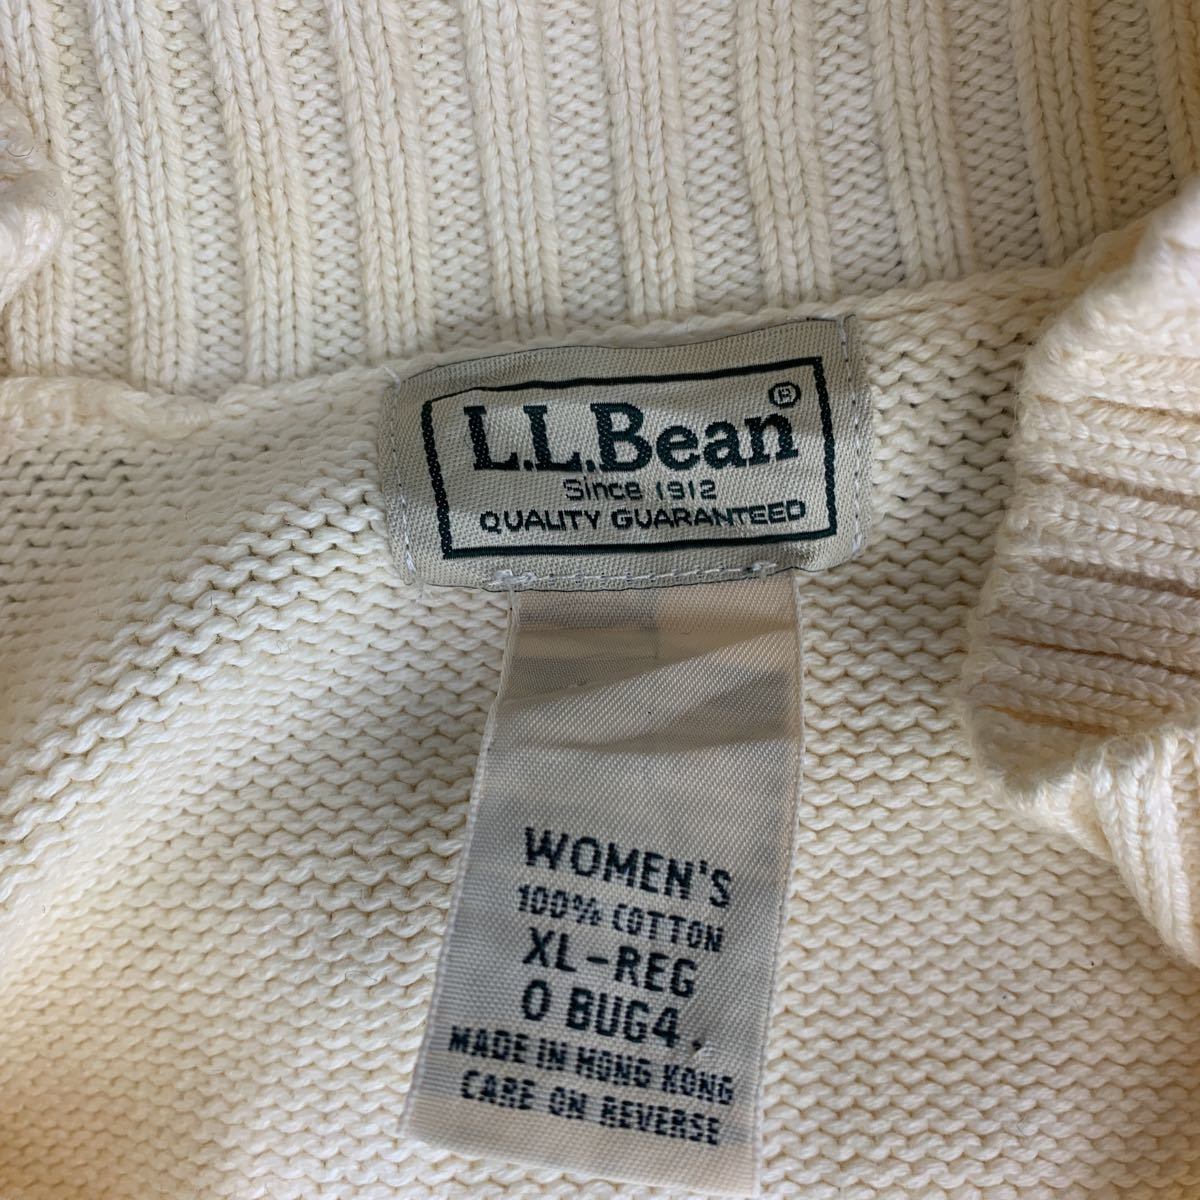 L.L.Bean®
Since 1912
QUALITY GUARANTEED
WOMEN'S
100% COTTON
XL-REG
0 BUG4.
MADE IN HONG KONG
CARE ON REVERSE